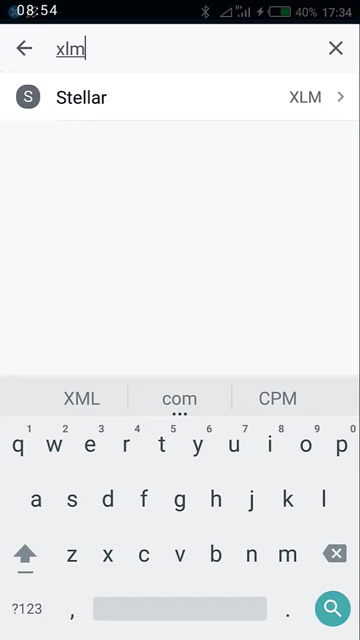 08:54
40% 17:34
xlm
S Stellar XLM
XML com CPM
1 2 3 4 5 6 7 8 9 0
q w e r t y u i o p
a s d f g h j k l
z x c v b n m
?123 , .